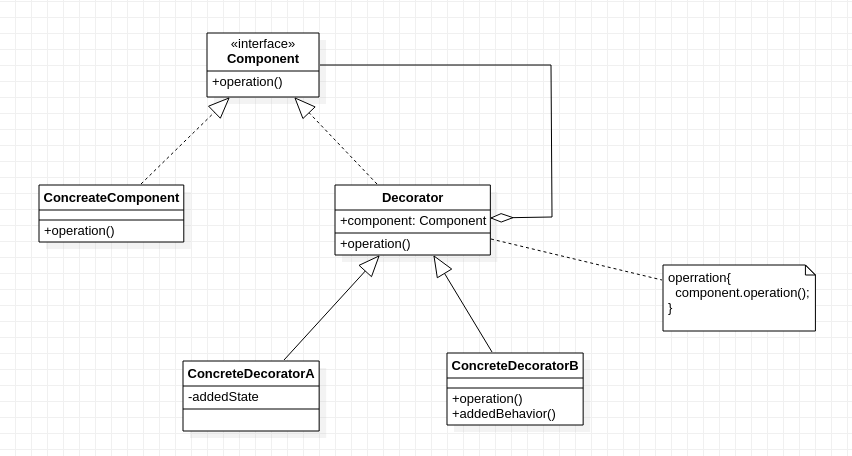 «interface»
Component
+operation()
ConcreateComponent
+operation()
Decorator
+component: Component
+operation()
operration{
component.operation();
}
ConcreteDecoratorA
-addedState
ConcreteDecoratorB
+operation()
+addedBehavior()